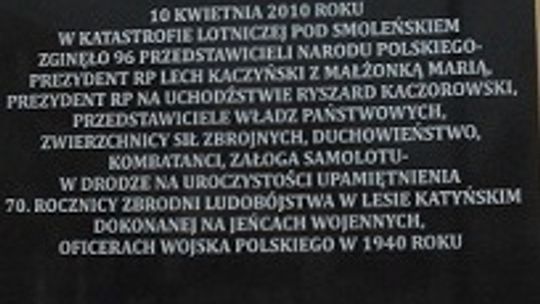 10 KWIETNIA 2010 ROKU
W KATASTROFIE LOTNICZEJ POD SMOLEŃSKIEM
ZGINĘŁO 96 PRZEDSTAWICIELI NARODU POLSKIEGO-
PREZYDENT RP LECH KACZYŃSKI Z MAŁŻONKĄ MARIĄ,
PREZYDENT RP NA UCHODŹSTWIE RYSZARD KACZOROWSKI,
PRZEDSTAWICIELE WŁADZ PAŃSTWOWYCH,
ZWIERZCHNICY SIŁ ZBROJNYCH, DUCHOWIEŃSTWO,
KOMBATANCI, ZAŁOGA SAMOLOTU-
W DRODZE NA UROCZYSTOŚCI UPAMIĘTNIENIA
70. ROCZNICY ZBRODNI LUDOBÓJSTWA W LESIE KATYŃSKIM
DOKONANEJ NA JEŃCACH WOJENNYCH,
OFICERACH WOJSKA POLSKIEGO W 1940 ROKU